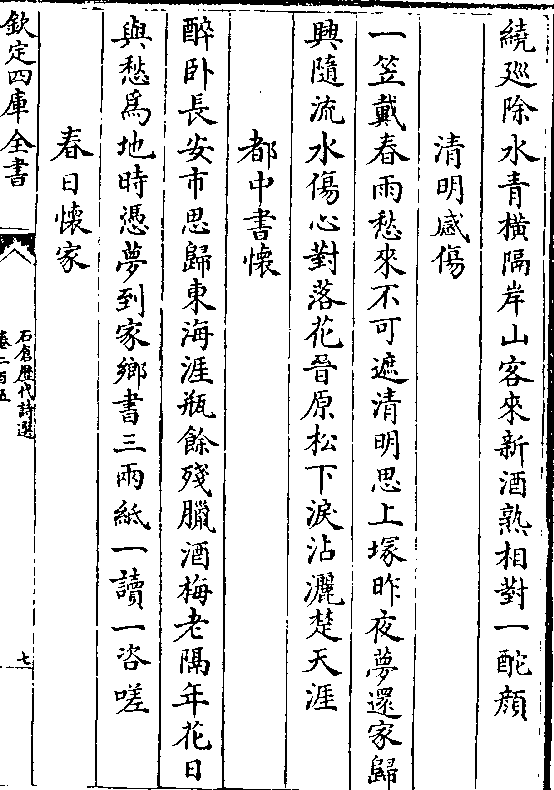 繞廵除水青橫隔岸山客來新酒熟相對一酡顔
清明感傷
一笠戴春雨愁來不可遮清明思上塚昨夜夢還家歸
興隨流水傷心對落花晉原松下淚沾灑楚天涯
都中書懐
醉卧長安市思歸東海涯瓶餘殘臘酒梅老隔年花日
與愁爲地時憑夢到家鄉書三兩紙一讀一咨嗟
春日懐家
欽定四庫全書
石倉歴代詩選
卷二百五
七